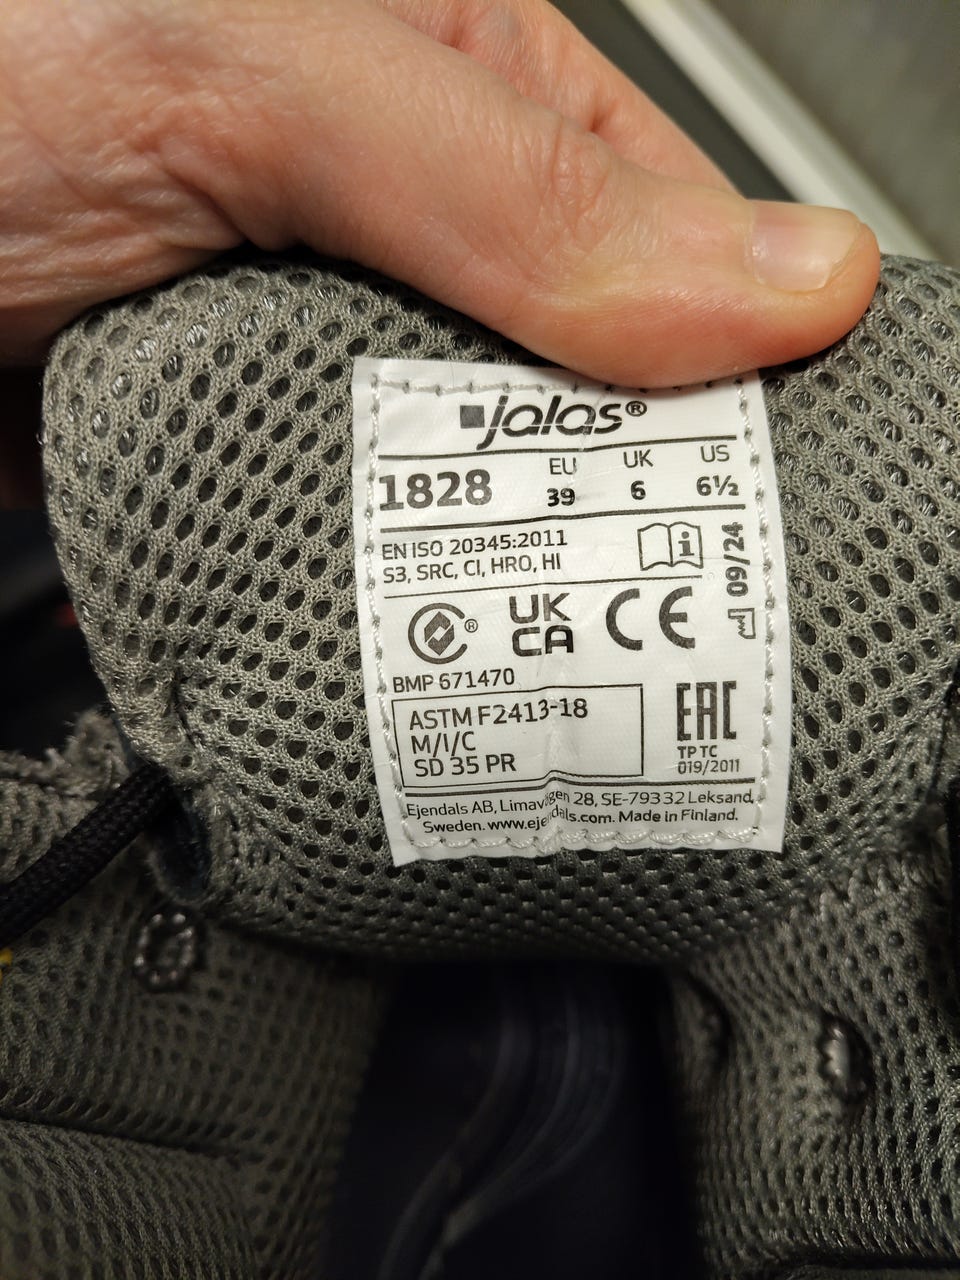 jalas®
1828 EU 39 UK 6 US 6½
EN ISO 20345:2011
S3, SRC, CI, HRO, HI
09/24
® UK CA CE
BMP 671470
ASTM F2413-18
M/I/C
SD 35 PR
EAC
TP TC
019/2011
Ejendals AB, Limavägen 28, SE-793 32 Leksand,
Sweden. www.ejendals.com. Made in Finland.